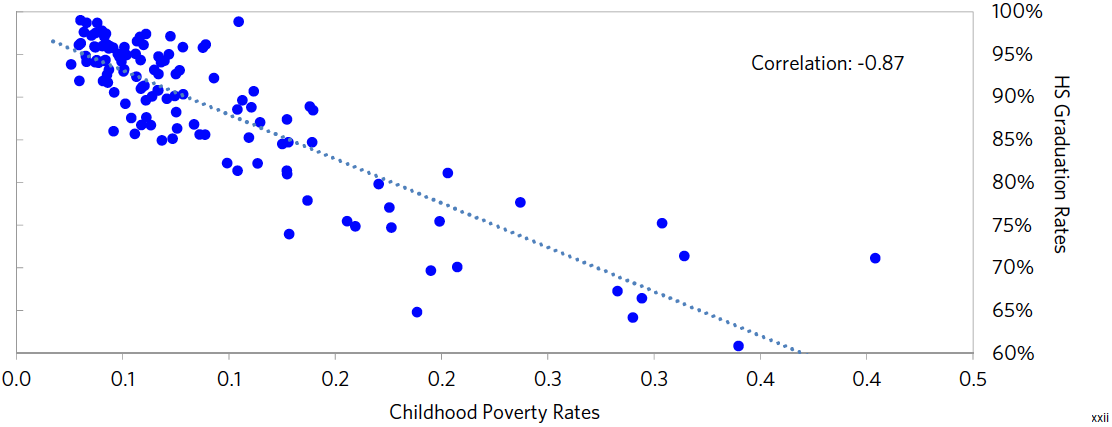 100%
95%
Correlation: -0.87
90%
85%
80%
75%
70%
65%
60%
HS Graduation Rates
0.0 0.1 0.1 0.2 0.2 0.3 0.3 0.4 0.4 0.5
Childhood Poverty Rates
xxii